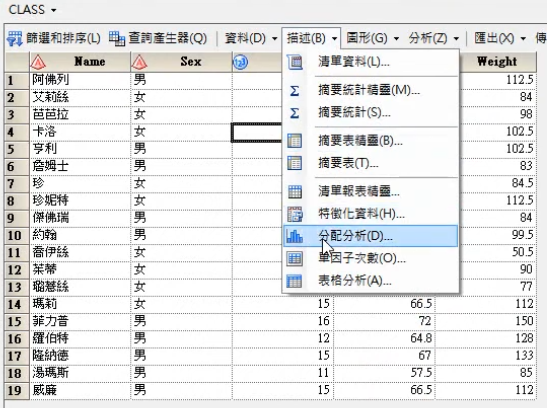 CLASS
篩選和排序(L) 查詢產生器(Q) 資料(D) 描述(B) 圖形(G) 分析(Z) 匯出(X) 傳
Name Sex Weight
1 阿佛列 男 112.5
2 艾莉絲 女 84
3 芭芭拉 女 98
4 卡洛 女 102.5
5 亨利 男 102.5
6 詹姆士 男 83
7 珍 女 84.5
8 珍妮特 女 112.5
9 傑佛瑞 男 84
10 約翰 男 99.5
11 喬伊絲 女 50.5
12 茱蒂 女 90
13 璐薏絲 女 77
14 瑪莉 女 15 66.5 112
15 菲力普 男 16 72 150
16 羅伯特 男 12 64.8 128
17 隆納德 男 15 67 133
18 湯瑪斯 男 11 57.5 85
19 威廉 男 15 66.5 112
清單資料(L)...
摘要統計精靈(M)...
摘要統計(S)...
摘要表精靈(B)...
摘要表(T)...
清單報表精靈...
特徵化資料(H)...
分配分析(D)...
單因子次數(O)...
表格分析(A)...